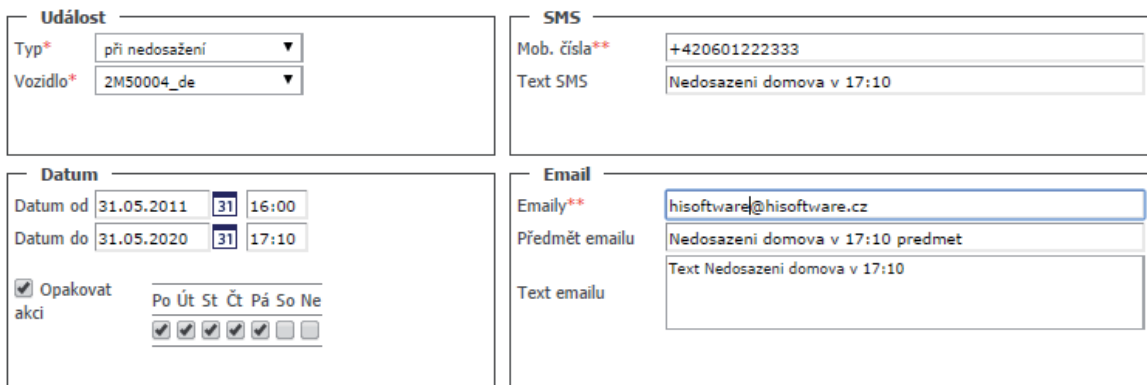 Událost
Typ* při nedosažení
Vozidlo* 2M50004_de
SMS
Mob. čísla** +420601222333
Text SMS Nedosazeni domova v 17:10
Datum
Datum od 31.05.2011 31 16:00
Datum do 31.05.2020 31 17:10
Opakovat
akci
Po Út St Čt Pá So Ne
Email
Emaily** hisoftware@hisoftware.cz
Předmět emailu Nedosazeni domova v 17:10 predmet
Text emailu Text Nedosazeni domova v 17:10